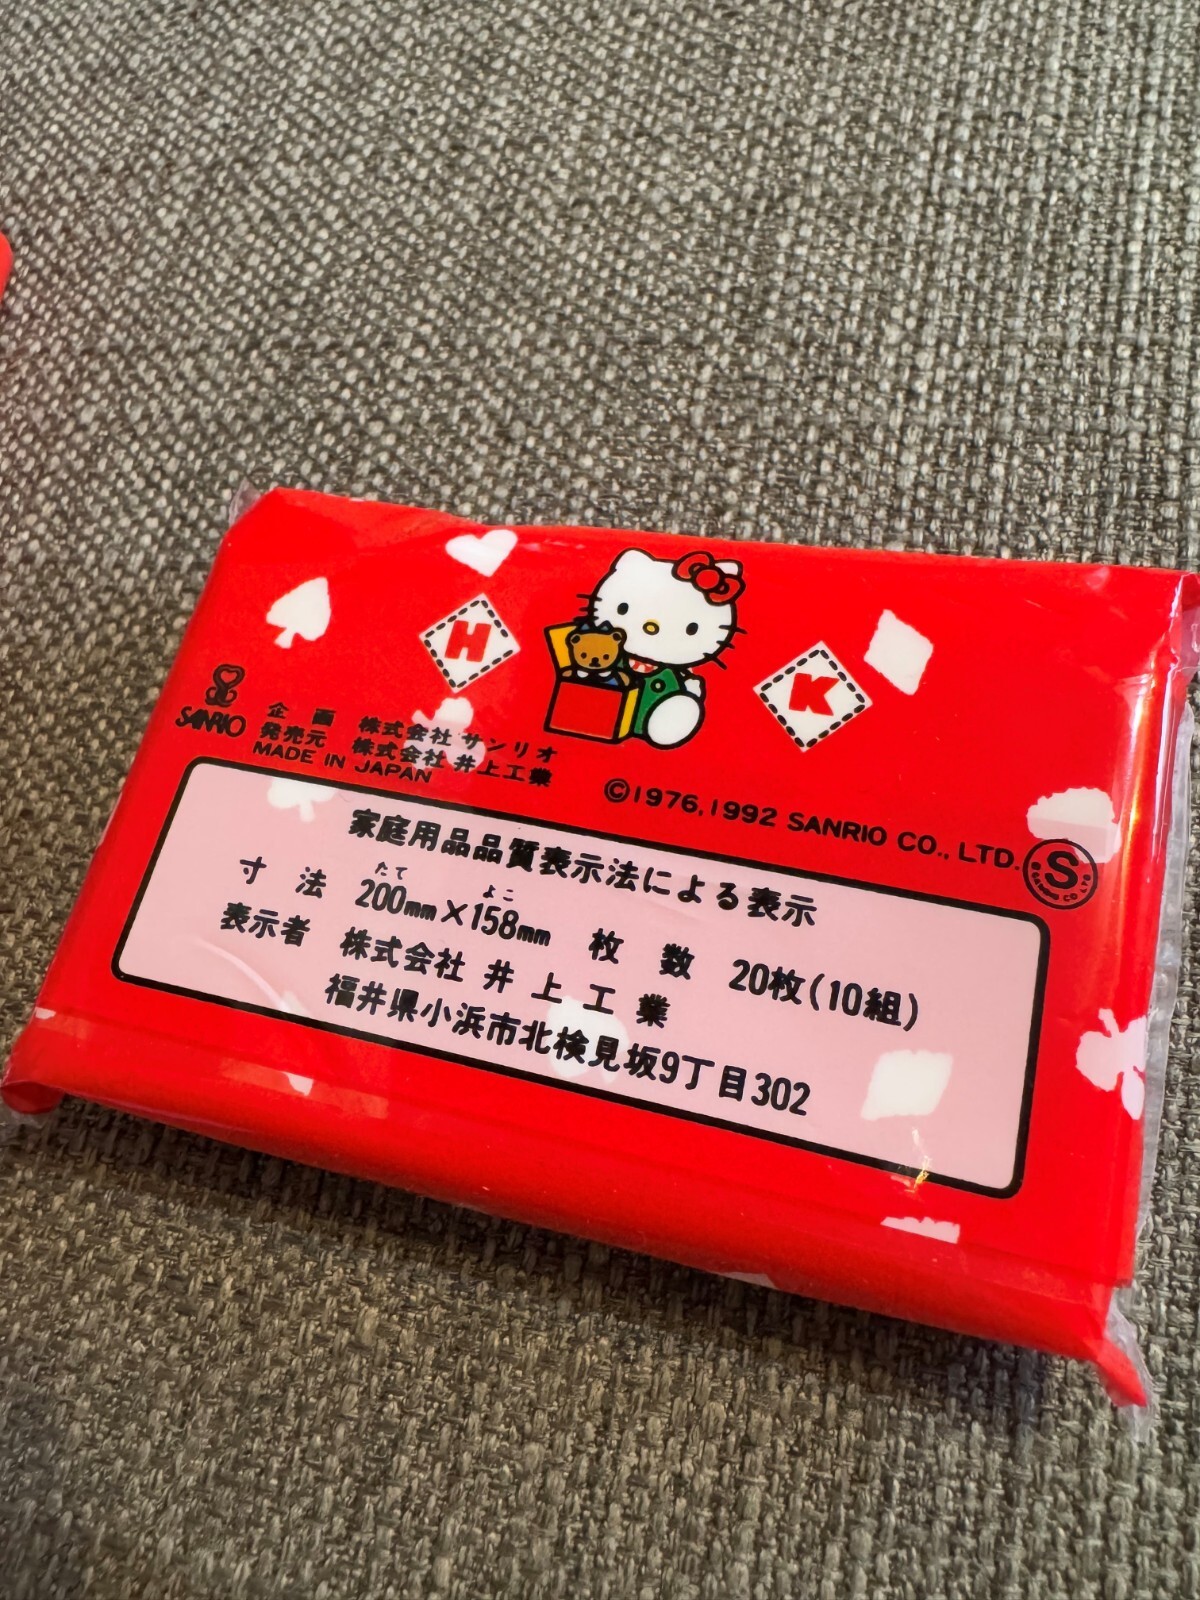 H
K
SANRIO
企画 株式会社サンリオ
発売元 株式会社井上工業
MADE IN JAPAN
©1976,1992 SANRIO CO., LTD.
S
家庭用品品質表示法による表示
たて よこ
寸法 200mm×158mm 枚数 20枚(10組)
表示者 株式会社井上工業
福井県小浜市北検見坂9丁目302